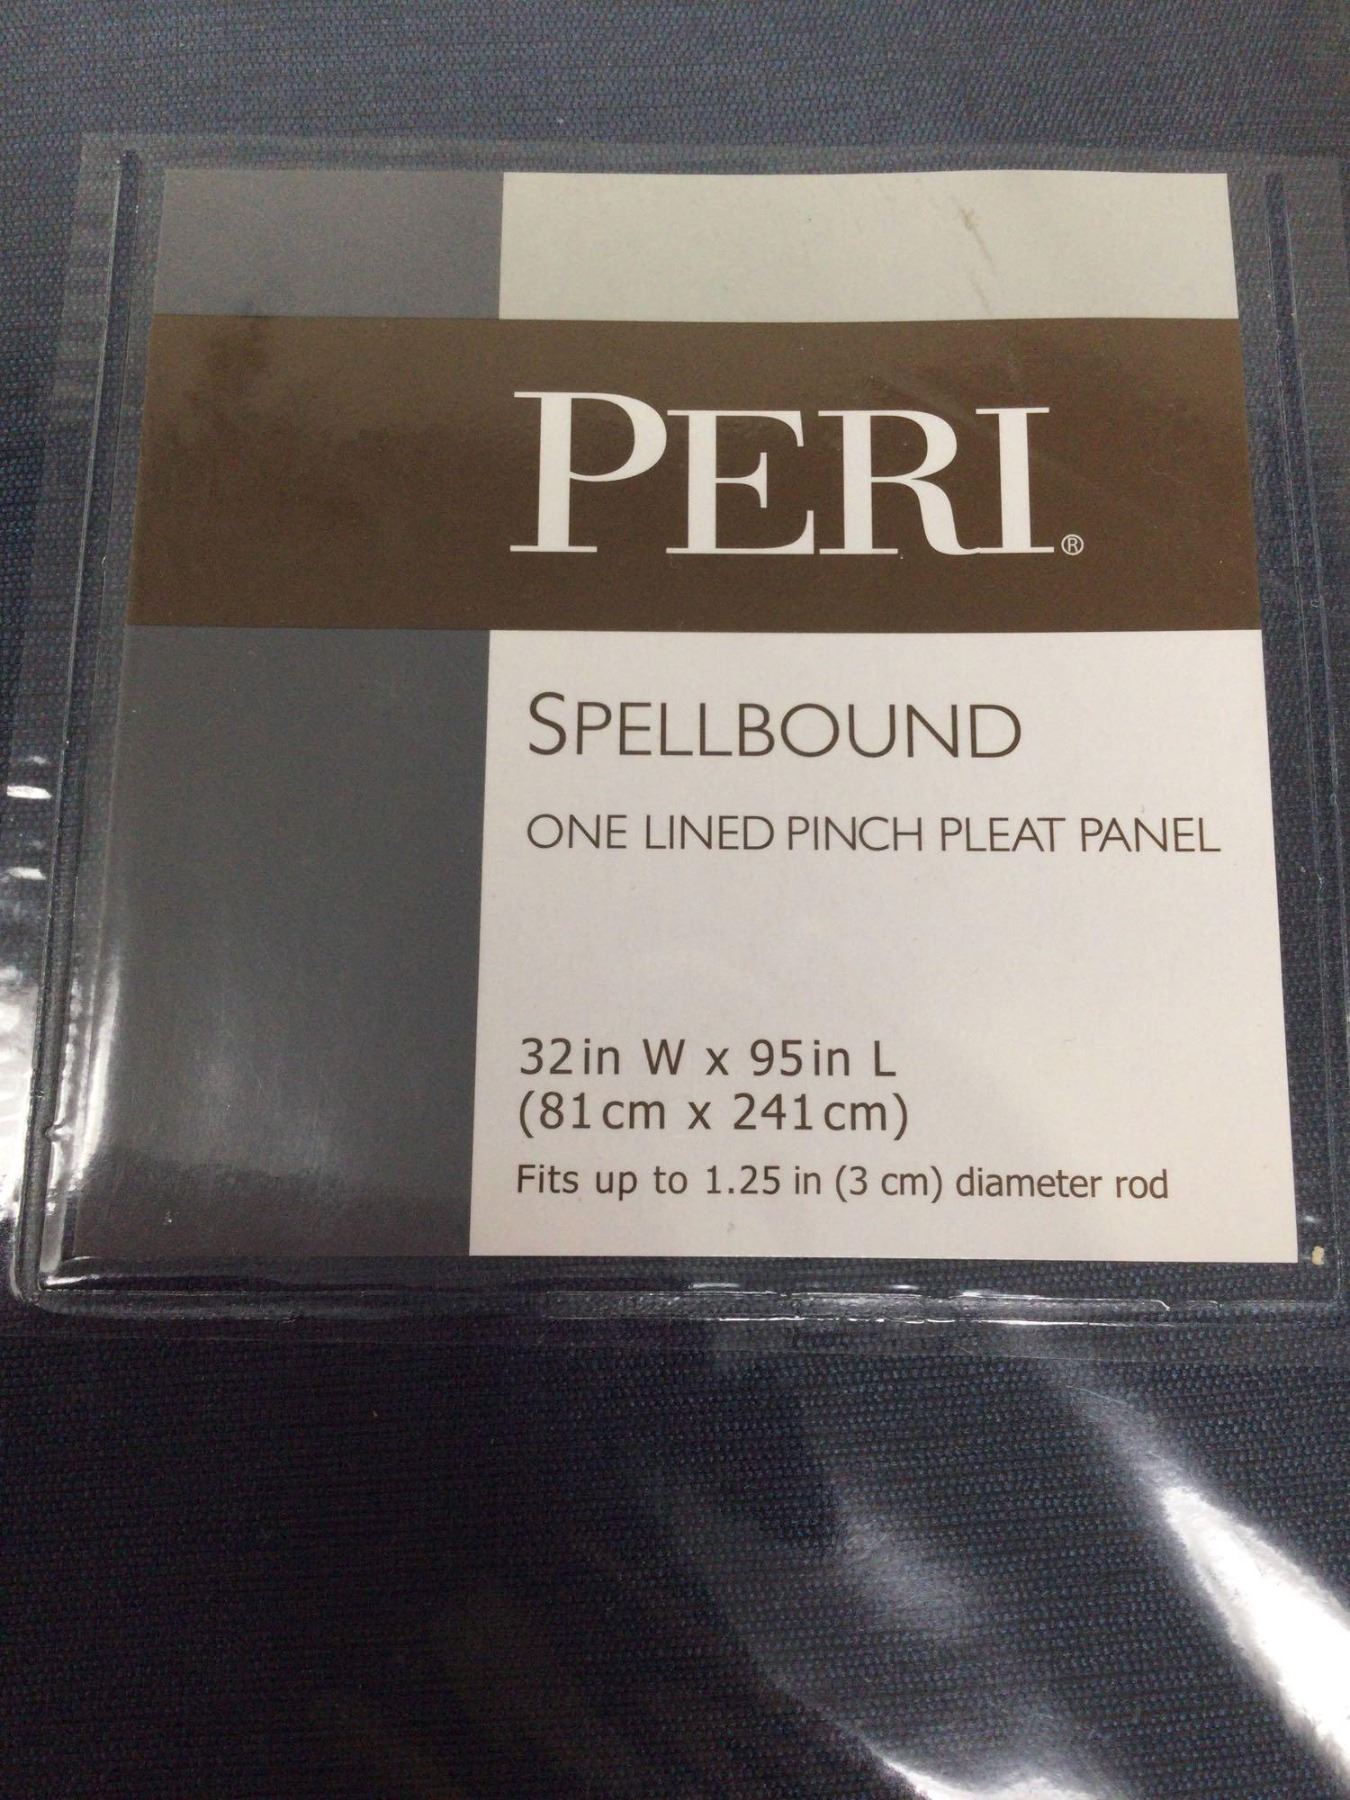 PERI®
SPELLBOUND
ONE LINED PINCH PLEAT PANEL
32in W x 95in L
(81cm x 241cm)
Fits up to 1.25 in (3 cm) diameter rod